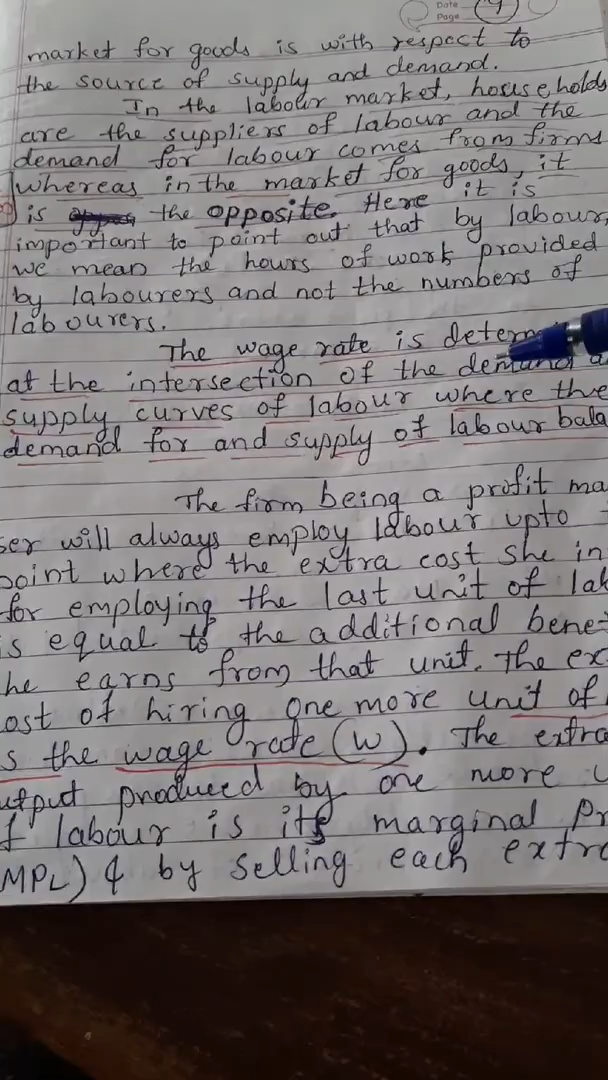 Date
Page
market for goods is with respect to
the source of supply and demand.
In the labour market, households
are the suppliers of labour and the
demand for labour comes from firms
whereas in the market for goods, it
is the opposite. Here it is
important to point out that by labour,
we mean the hours of work provided
by labourers and not the numbers of
labourers.
The wage rate is determ
at the intersection of the demand a
supply curves of labour where the
demand for and supply of labour bala
The firm being a profit ma
ser will always employ labour upto
point where the extra cost she in
for employing the last unit of lab
is equal to the additional bene
he earns from that unit. The ex
ost of hiring one more unit of
s the wage rate (w). The extra
utput produced by one more u
f labour is its marginal Pr
MPL) & by selling each extra